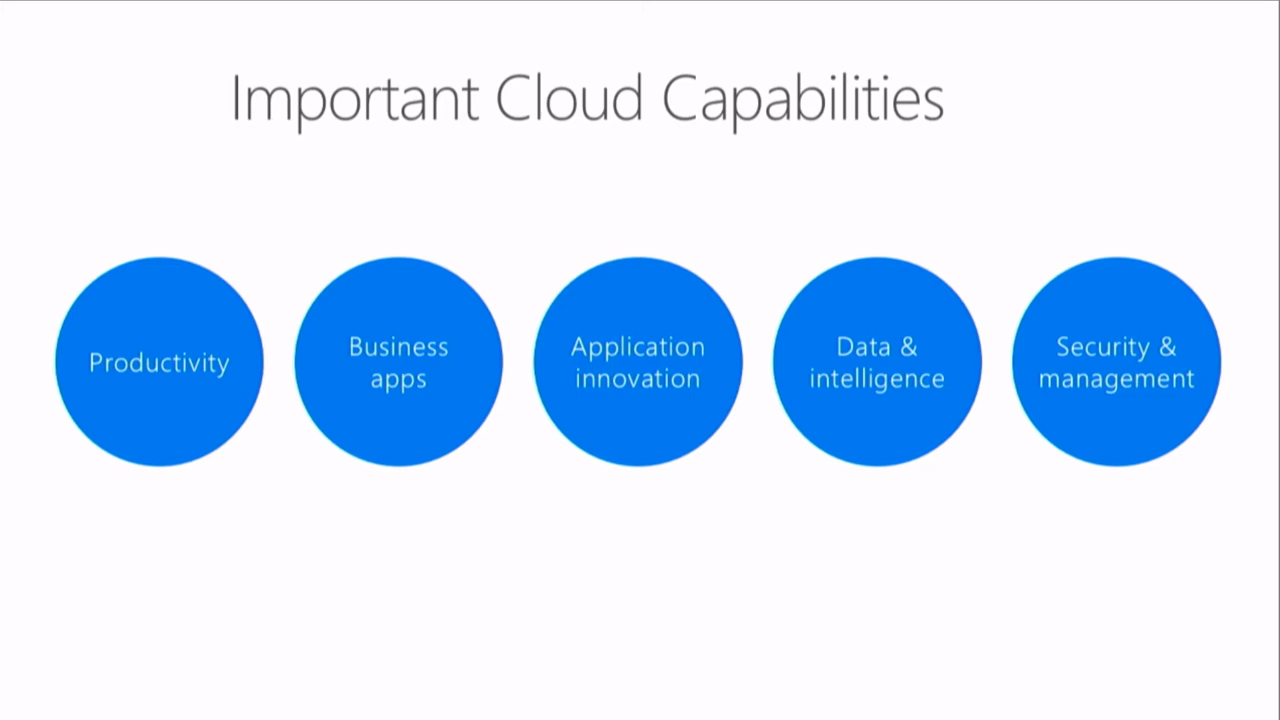 Important Cloud Capabilities
Productivity
Business
apps
Application
innovation
Data &
intelligence
Security &
management